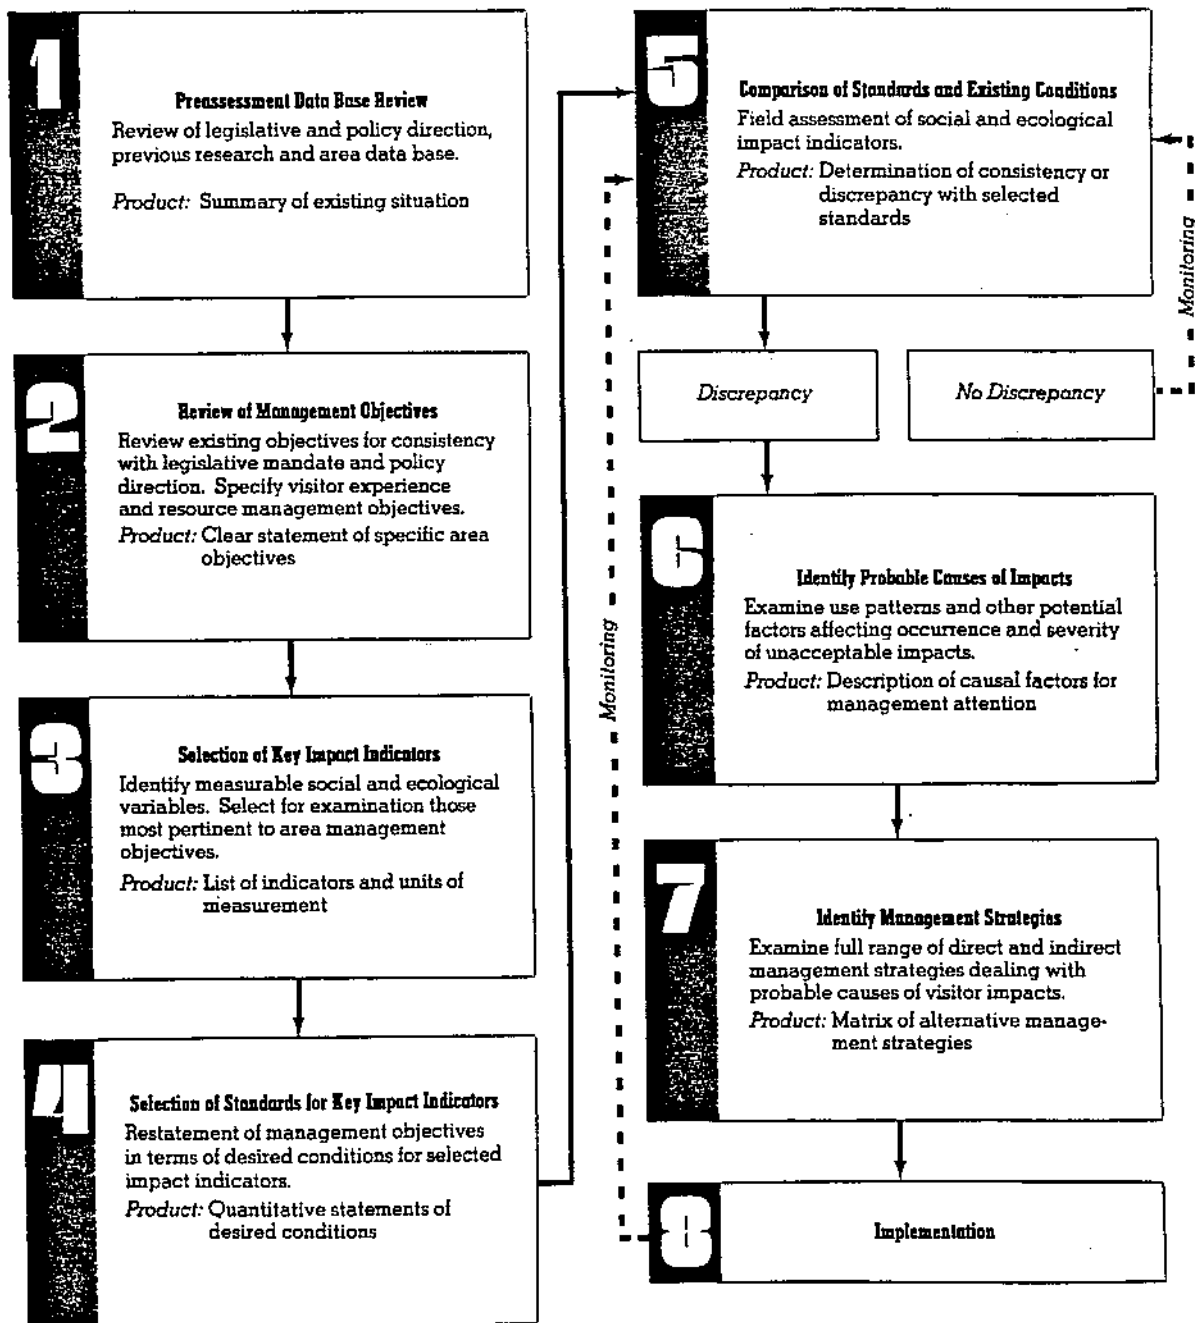 1
Preassessment Data Base Review
Review of legislative and policy direction,
previous research and area data base.
Product: Summary of existing situation
2
Review of Management Objectives
Review existing objectives for consistency
with legislative mandate and policy
direction. Specify visitor experience
and resource management objectives.
Product: Clear statement of specific area
objectives
3
Selection of Key Impact Indicators
Identify measurable social and ecological
variables. Select for examination those
most pertinent to area management
objectives.
Product: List of indicators and units of
measurement
4
Selection of Standards for Key Impact Indicators
Restatement of management objectives
in terms of desired conditions for selected
impact indicators.
Product: Quantitative statements of
desired conditions
5
Comparison of Standards and Existing Conditions
Field assessment of social and ecological
impact indicators.
Product: Determination of consistency or
discrepancy with selected
standards
Monitoring
Discrepancy
No Discrepancy
6
Identify Probable Causes of Impacts
Examine use patterns and other potential
factors affecting occurrence and severity
of unacceptable impacts.
Product: Description of causal factors for
management attention
Monitoring
7
Identify Management Strategies
Examine full range of direct and indirect
management strategies dealing with
probable causes of visitor impacts.
Product: Matrix of alternative manage-
ment strategies
8
Implementation